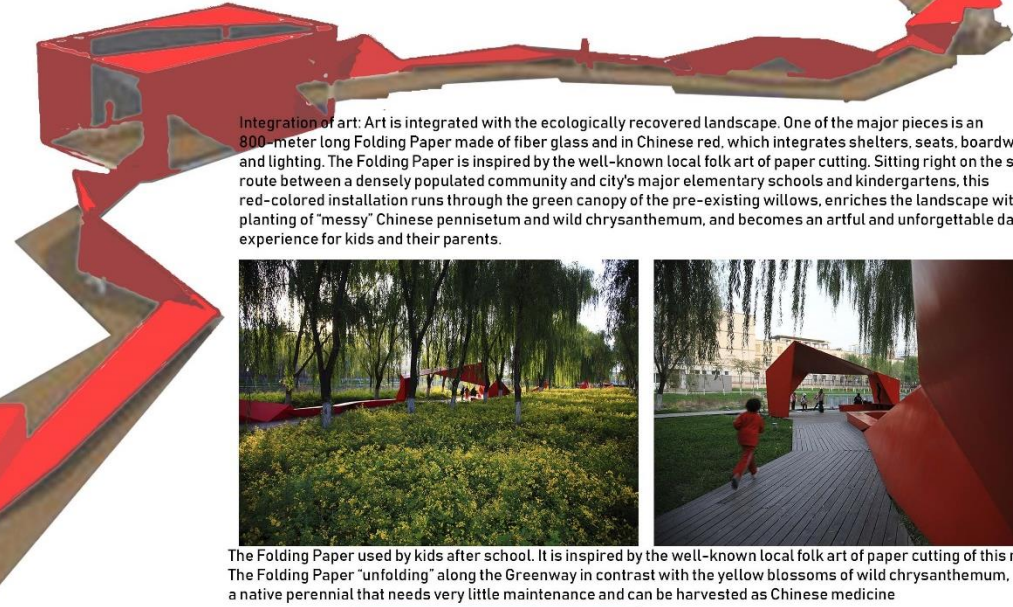 Integration of art: Art is integrated with the ecologically recovered landscape. One of the major pieces is an
800-meter long Folding Paper made of fiber glass and in Chinese red, which integrates shelters, seats,
and lighting. The Folding Paper is inspired by the well-known local folk art of paper cutting. Sitting right on the
route between a densely populated community and city's major elementary schools and kindergartens, this
red-colored installation runs through the green canopy of the pre-existing willows, enriches the landscape
planting of "messy" Chinese pennisetum and wild chrysanthemum, and becomes an artful and unforgettable
experience for kids and their parents.
The Folding Paper used by kids after school. It is inspired by the well-known local folk art of paper cutting of this
The Folding Paper "unfolding" along the Greenway in contrast with the yellow blossoms of wild chrysanthemum,
a native perennial that needs very little maintenance and can be harvested as Chinese medicine